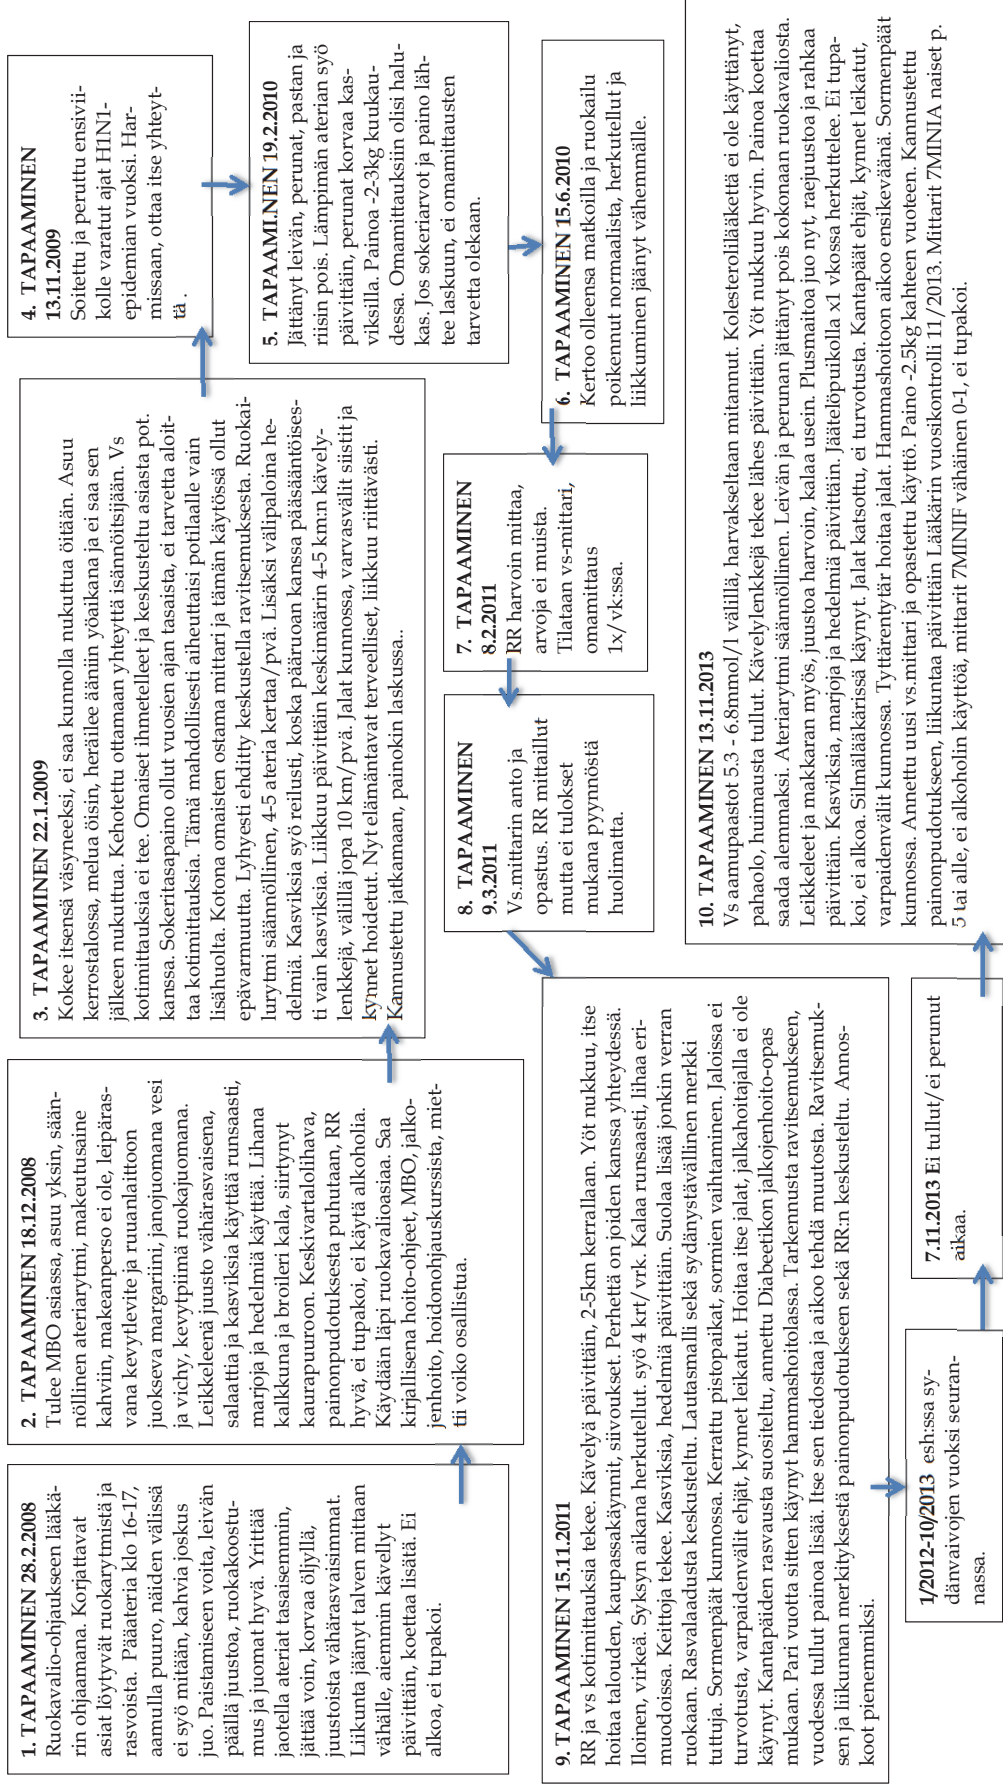 1. TAPAAMINEN 28.2.2008
Ruokavalio-ohjaukseen lääkä-
rin ohjaamana. Korjattavat
asiat löytyvät ruokarytmistä ja
rasvoista. Pääateria klo 16-17,
aamulla puuro, näiden välissä
ei syö mitään, kahvia joskus
juo. Paistamiseen voita, leivän
päällä juustoa, ruokakoostu-
mus ja juomat hyvä. Yrittää
jaotella ateriat tasaisemmin,
jättää voin, korvaa öljyllä,
juustoista vähärasvaisimmat.
Liikunta jäänyt talven mittaan
vähälle, aiemmin kävellyt
päivittäin, koettaa lisätä. Ei
alkoa, ei tupakoi.
2. TAPAAMINEN 18.12.2008
Tulee MBO asiassa, asuu yksin, sään-
nöllinen ateriarytmi, makeutusaine
kahviin, makeanperso ei ole, leipäras-
vana kevytlevite ja ruuanlaittoon
juokseva margariini, janojuomana vesi
ja vichy, kevytpiimä ruokajuomana.
Leikkeleenä juusto vähärasvaisena,
salaattia ja kasviksia käyttää runsaasti,
marjoja ja hedelmiä käyttää. Lihana
kalkkuna ja broileri kala, siirtynyt
kaurapuuroon. Keskivartalolihava,
painonpudotuksesta puhutaan, RR
hyvä, ei tupakoi, ei käytä alkoholia.
Käydään läpi ruokavalioasiaa. Saa
kirjallisena hoito-ohjeet, MBO, jalko-
jenhoito, hoidonohjauskurssista, miet-
tii voiko osallistua.
3. TAPAAMINEN 22.1.2009
Kokee itsensä väsyneeksi, ei saa kunnolla nukuttua öitään. Asuu
kerrostalossa, melua öisin, heräilee ääniin yöaikana ja ei saa sen
jälkeen nukuttua. Kehotettu ottamaan yhteyttä isännöitsijään. Vs
kotimittauksia ei tee. Omaiset ihmetelleet ja keskusteltu asiasta pot.
kanssa. Sokeritasapaino ollut vuosien ajan tasaista, ei tarvetta aloit-
taa kotimittauksia. Tämä mahdollisesti aiheuttaisi potilaalle vain
lisähuolta. Kotona omaisten ostama mittari ja tämän käytössä ollut
epävarmuutta. Lyhyesti ehditty keskustella ravitsemuksesta. Ruokai-
lurytmi säännöllinen, 4-5 ateria kertaa/pvä. Lisäksi välipaloina he-
delmiä. Kasviksia syö reilusti, koska pääruoan kanssa pääsääntöises-
ti vain kasviksia. Liikkuu päivittäin keskimäärin 4-5 km:n kävely-
lenkkejä, välillä jopa 10 km/pvä. Jalat kunnossa, varvasvälit siistit ja
kynnet hoidetut. Nyt elämäntavat terveelliset, liikkuu riittävästi.
Kannustettu jatkamaan, painokin laskussa..
4. TAPAAMINEN
13.11.2009
Soitettu ja peruttu ensivii-
kolle varatut ajat H1N1-
epidemian vuoksi. Har-
missaan, ottaa itse yhteyt-
tä .
5. TAPAAMI.NEN 19.2.2010
Jättänyt leivän, perunat, pastan ja
riisin pois. Lämpimän aterian syö
päivittäin, perunat korvaa kas-
viksilla. Painoa -2-3kg kuukau-
dessa. Omamittauksiin olisi halu-
kas. Jos sokeriarvot ja paino läh-
tee laskuun, ei omamittausten
tarvetta olekaan.
6. TAPAAMINEN 15.6.2010
Kertoo olleensa matkoilla ja ruokailu
poikennut normaalista, herkutellut ja
liikkuminen jäänyt vähemmälle.
7. TAPAAMINEN
8.2.2011
RR harvoin mittaa,
arvoja ei muista.
Tilataan vs-mittari,
omamittaus
1x/vk:ssa.
8. TAPAAMINEN
9.3.2011
Vs.mittarin anto ja
opastus. RR mittaillut
mutta ei tulokset
mukana pyynnöstä
huolimatta.
9. TAPAAMINEN 15.11.2011
RR ja vs kotimittauksia tekee. Kävelyä päivittäin, 2-5km kerrallaan. Yöt nukkuu, itse
hoitaa talouden, kaupassakäynnit, siivoukset. Perhettä on joiden kanssa yhteydessä.
Iloinen, virkeä. Syksyn aikana herkutellut. syö 4 krt/vrk. Kalaa runsaasti, lihaa eri-
muodoissa. Keittoja tekee. Kasviksia, hedelmiä päivittäin. Suolaa lisää jonkin verran
ruokaan. Rasvalaadusta keskusteltu. Lautasmalli sekä sydänystävällinen merkki
tuttuja. Sormenpäät kunnossa. Kerrattu pistopaikat, sormien vaihtaminen. Jaloissa ei
turvotusta, varpaidenvälit ehjät, kynnet leikatut. Hoitaa itse jalat, jalkahoitajalla ei ole
käynyt. Kantapäiden rasvausta suositeltu, annettu Diabeetikon jalkojenhoito-opas
mukaan. Pari vuotta sitten käynyt hammashoitolassa. Tarkennusta ravitsemukseen,
vuodessa tullut painoa lisää. Itse sen tiedostaa ja aikoo tehdä muutosta. Ravitsemuk-
sen ja liikunnan merkityksestä painonpudotukseen sekä RR:n keskusteltu. Annos-
koot pienemmiksi.
1/2012-10/2013 esh:ssa sy-
dänvaivojen vuoksi seuran-
nassa.
7.11.2013 Ei tullut/ei perunut
aikaa.
10. TAPAAMINEN 13.11.2013
Vs aamupaastot 5.3 - 6.8mmol/l välillä, harvakseltaan mitannut. Kolesterolilääkettä ei ole käyttänyt,
pahaolo, huimausta tullut. Kävelylenkkejä tekee lähes päivittäin. Yöt nukkuu hyvin. Painoa koettaa
saada alemmaksi. Ateriarytmi säännöllinen. Leivän ja perunan jättänyt pois kokonaan ruokavaliosta.
Leikkeleet ja makkaran myös, juustoa harvoin, kalaa usein. Plusmaitoa juo nyt, raejuustoa ja rahkaa
päivittäin. Kasviksia, marjoja ja hedelmiä päivittäin. Jäätelöpuikolla x1 vkossa herkuttelee. Ei tupa-
koi, ei alkoa. Silmälääkärissä käynyt. Jalat katsottu, ei turvotusta. Kantapäät ehjät, kynnet leikatut,
varpaidenvälit kunnossa. Tyttärentytär hoitaa jalat. Hammashoitoon aikoo ensikeväänä. Sormenpäät
kunnossa. Annettu uusi vs.mittari ja opastettu käyttö. Paino -2.5kg kahteen vuoteen. Kannustettu
painonpudotukseen, liikuntaa päivittäin Lääkärin vuosikontrolli 11/2013. Mittarit 7MINIA naiset p.
5 tai alle, ei alkoholin käyttöä, mittarit 7MINIF vähäinen 0-1, ei tupakoi.